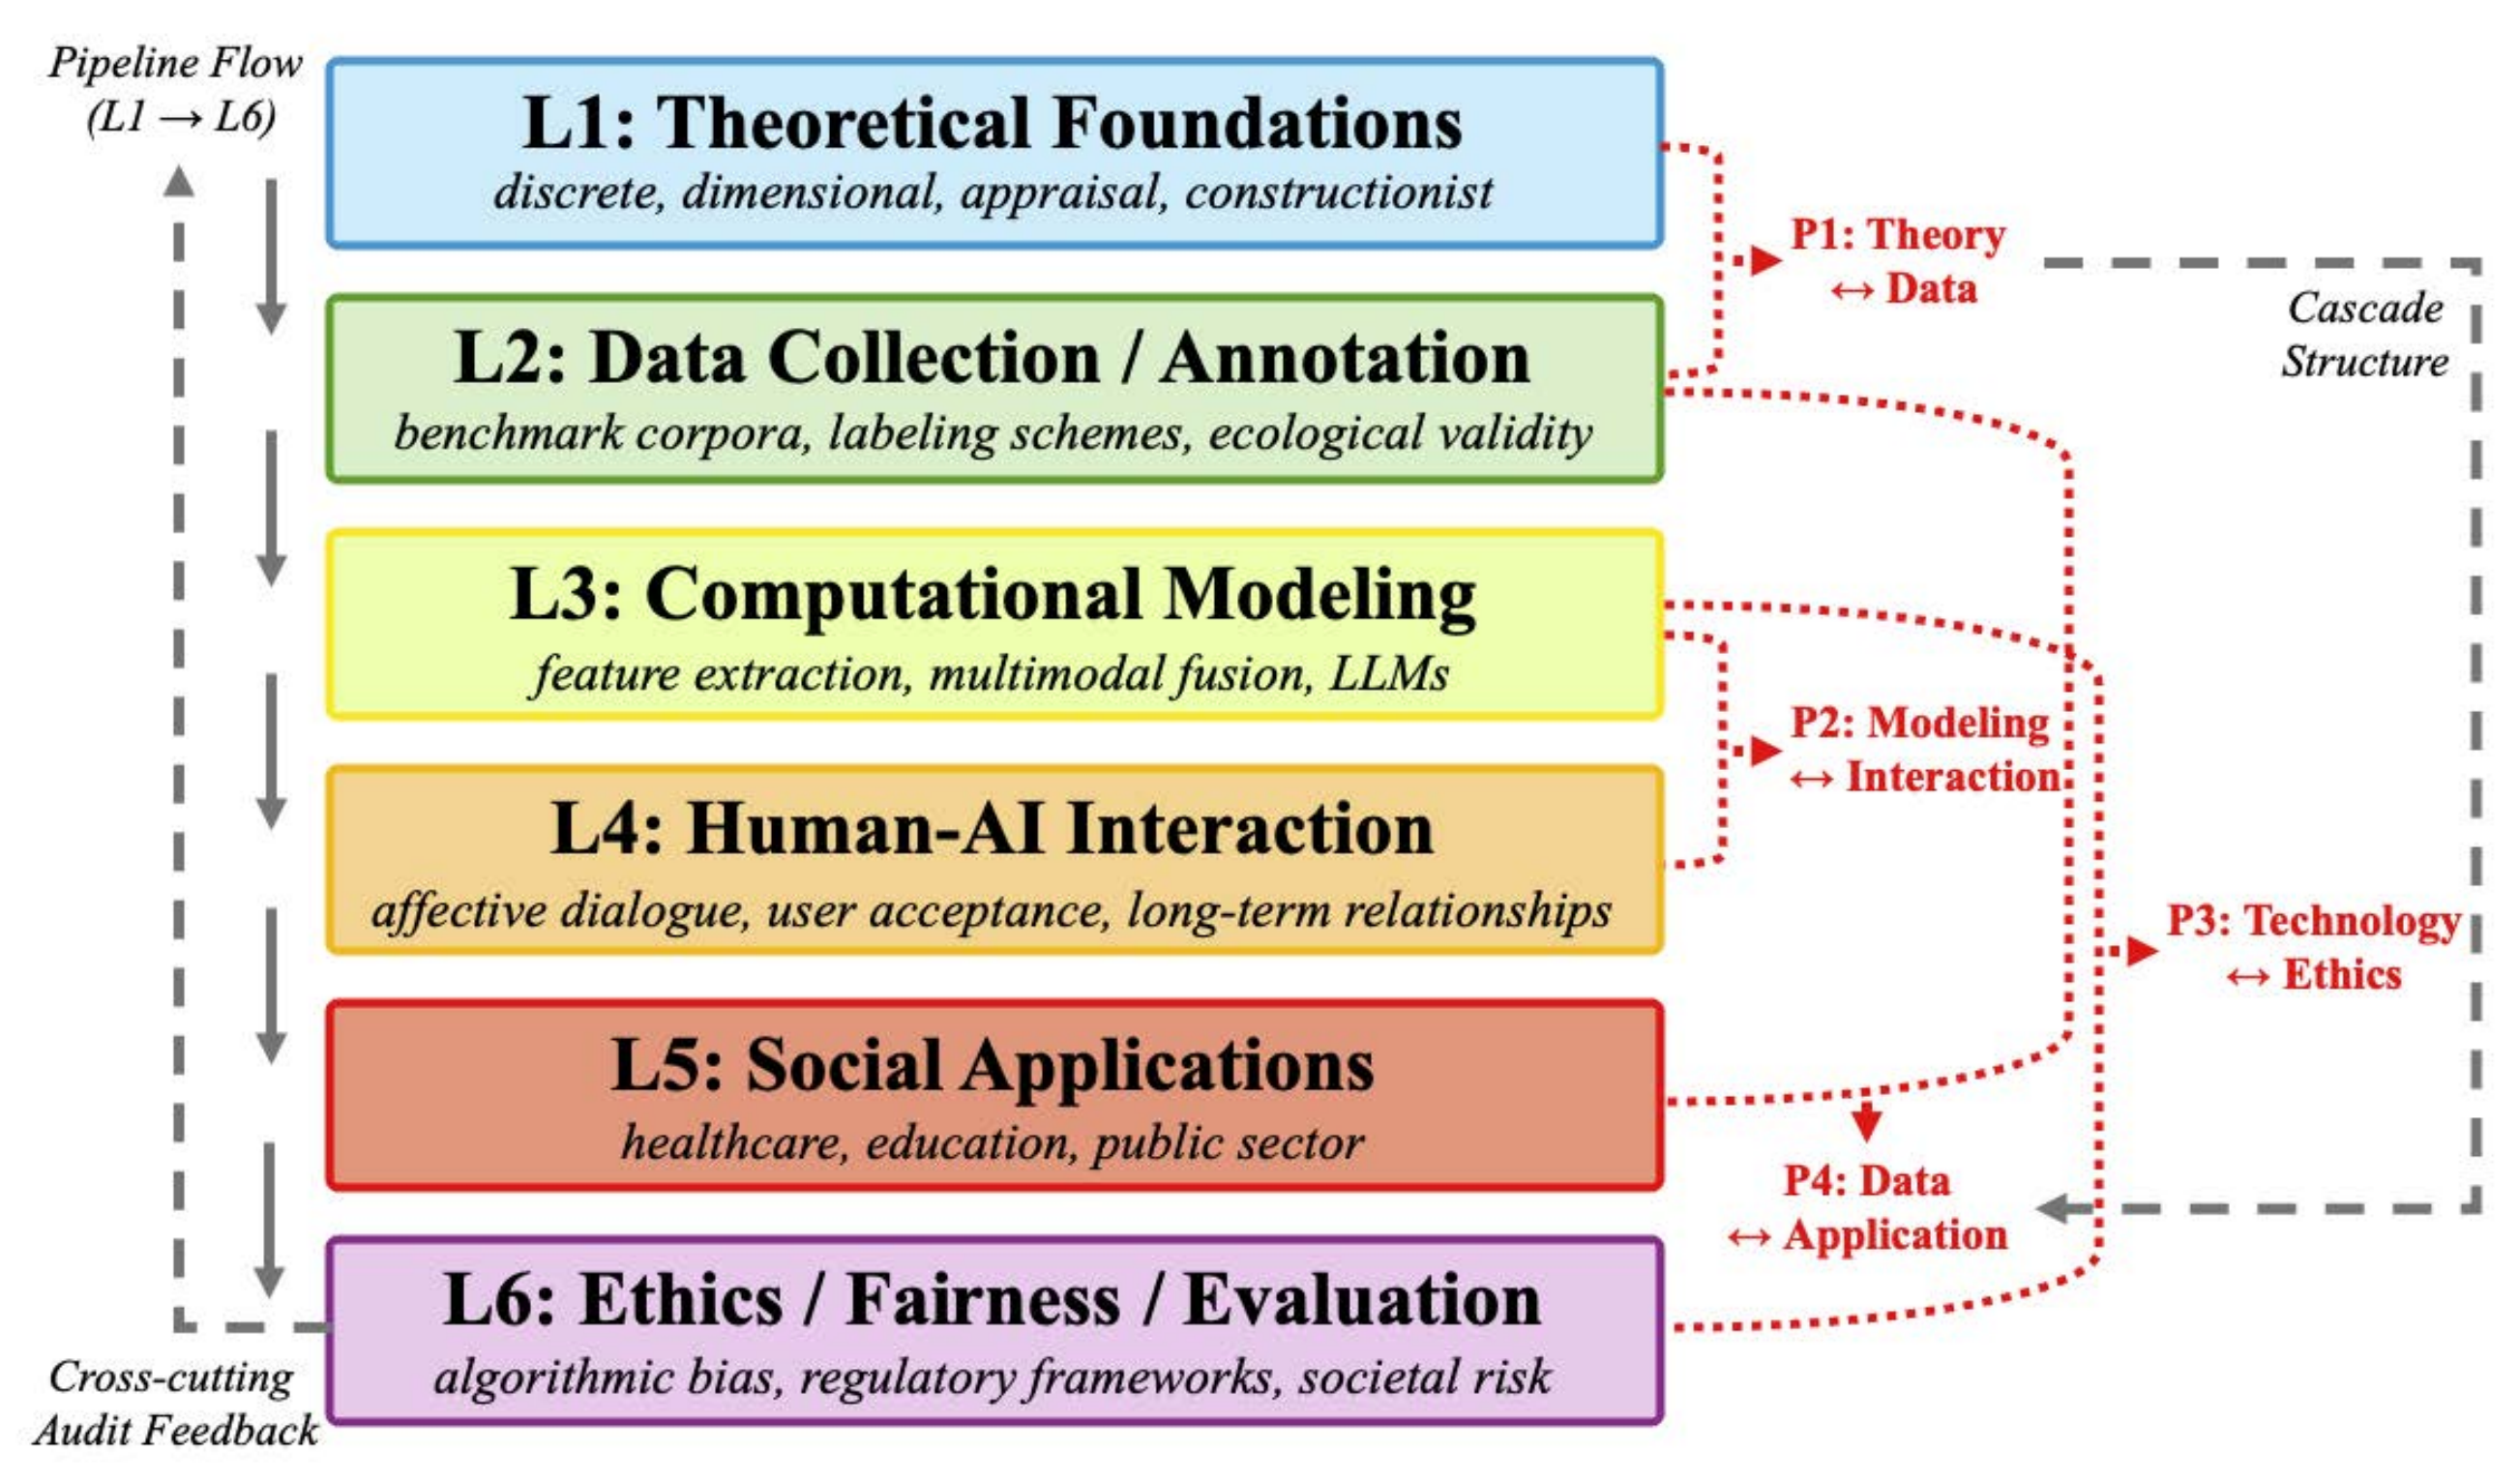 Pipeline Flow
(L1 → L6)
L1: Theoretical Foundations
discrete, dimensional, appraisal, constructionist
P1: Theory
↔ Data
Cascade
Structure
L2: Data Collection / Annotation
benchmark corpora, labeling schemes, ecological validity
L3: Computational Modeling
feature extraction, multimodal fusion, LLMs
P2: Modeling
↔ Interaction
L4: Human-AI Interaction
affective dialogue, user acceptance, long-term relationships
P3: Technology
↔ Ethics
L5: Social Applications
healthcare, education, public sector
P4: Data
↔ Application
L6: Ethics / Fairness / Evaluation
algorithmic bias, regulatory frameworks, societal risk
Cross-cutting
Audit Feedback